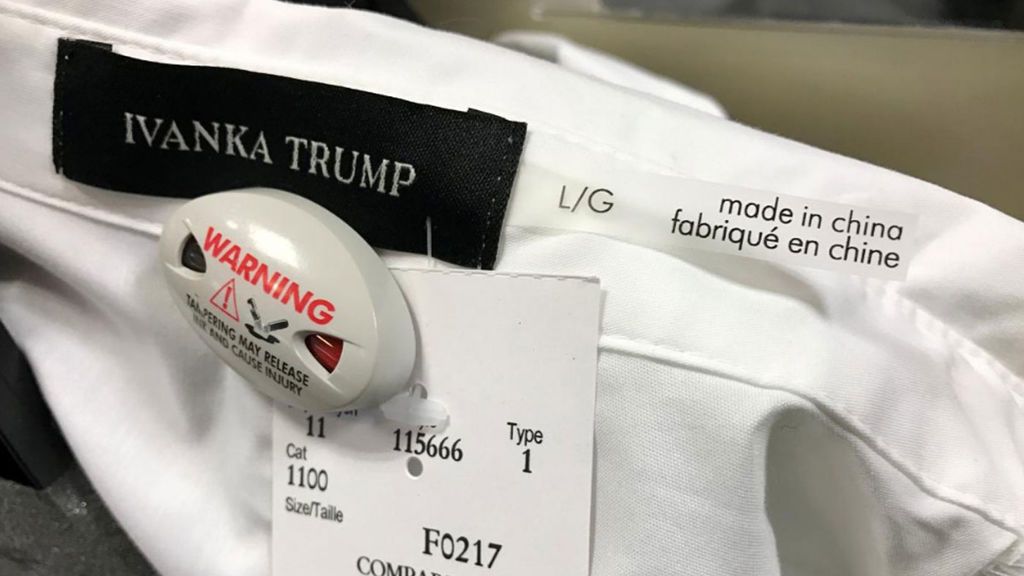 IVANKA TRUMP
L/G
made in china
fabriqué en chine
WARNING
TAMPERING MAY RELEASE
INK AND CAUSE INJURY
11
115666
Type
1
Cat
1100
Size/Taille
F0217